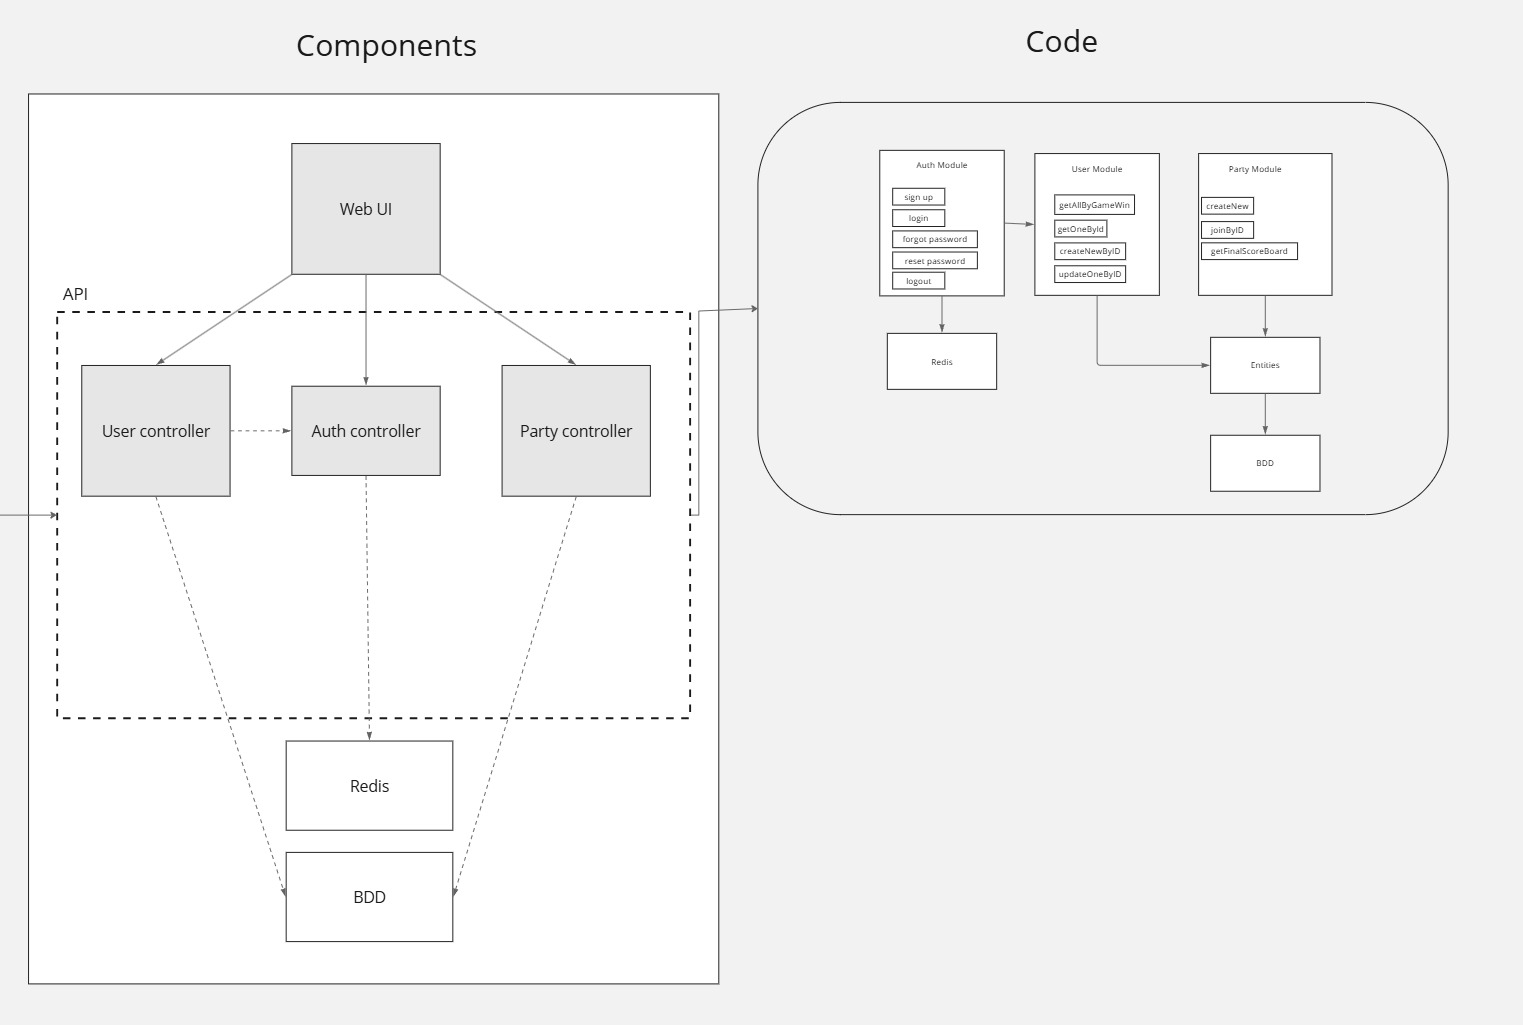 Components
Code
Web UI
API
User controller
Auth controller
Party controller
Redis
BDD
Auth Module
sign up
login
forgot password
reset password
logout
User Module
getAllByGameWin
getOneById
createNewByID
updateOneByID
Party Module
createNew
joinByID
getFinalScoreBoard
Redis
Entities
BDD